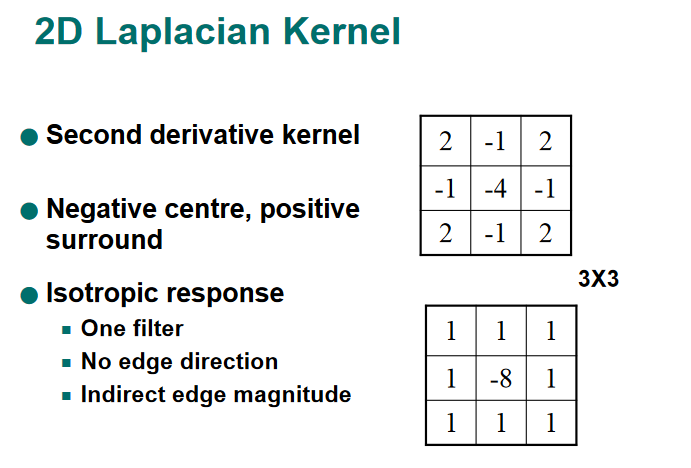 2D Laplacian Kernel
Second derivative kernel
Negative centre, positive
surround
Isotropic response
One filter
No edge direction
Indirect edge magnitude
2 -1 2
-1 -4 -1
2 -1 2
3X3
1 1 1
1 -8 1
1 1 1